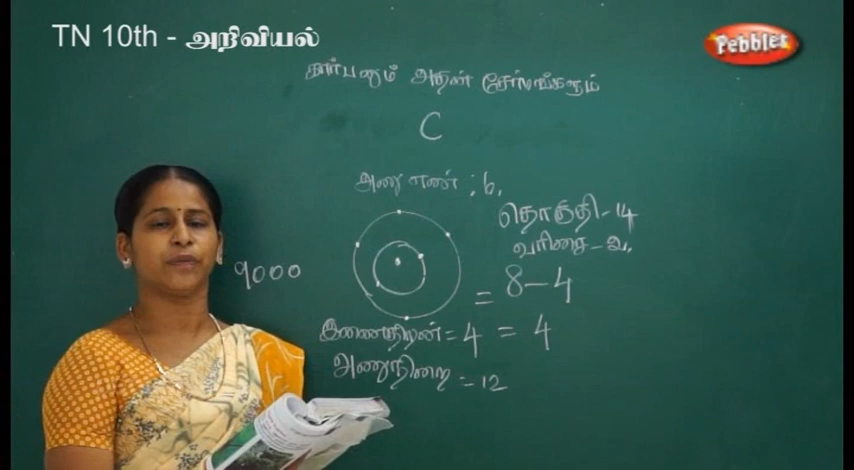 TN 10th - அறிவியல்
Pebbles
கார்பனும் அதன் சேர்மங்களும்
C
அணு எண் : 6.
தொகுதி - 14
வரிசை - 2.
9000
= 8 - 4
இணைதிறன் = 4 = 4
அணுநிறை = 12